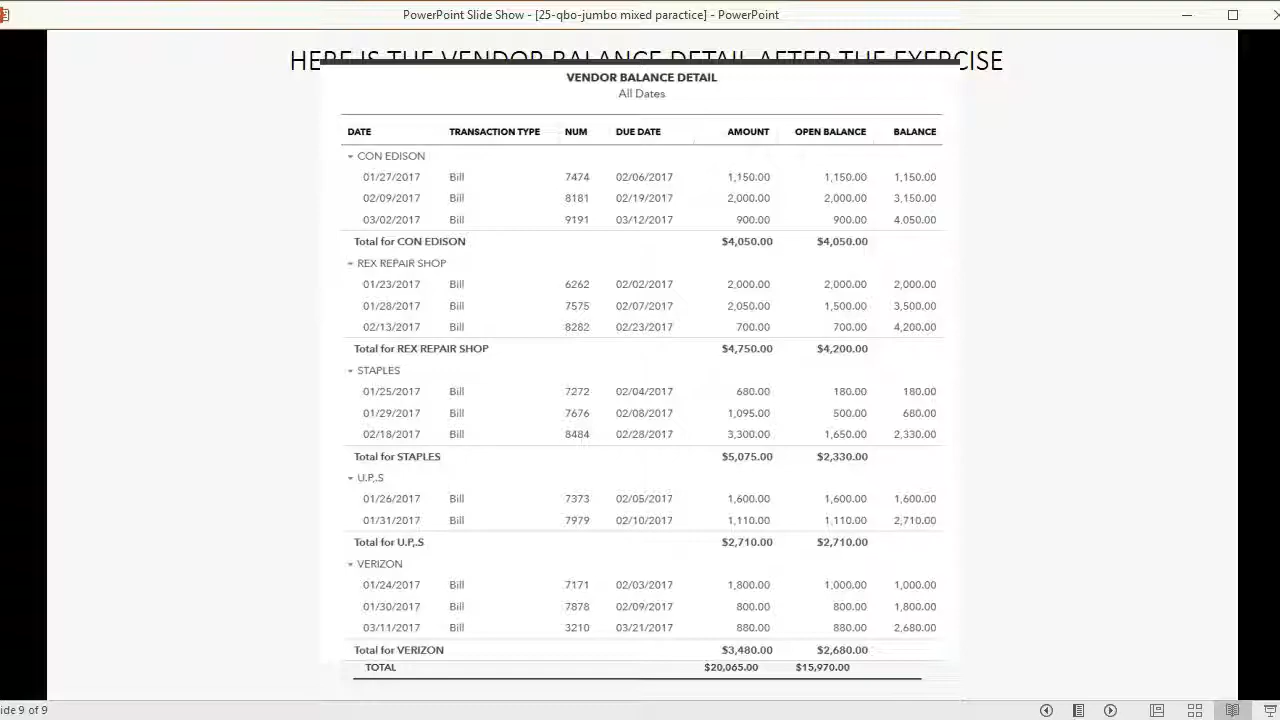 PowerPoint Slide Show - [25-qbo-jumbo mixed paractice] - PowerPoint
HERE IS THE VENDOR BALANCE DETAIL AFTER THE EXERCISE
VENDOR BALANCE DETAIL
All Dates
DATE TRANSACTION TYPE NUM DUE DATE AMOUNT OPEN BALANCE BALANCE
CON EDISON
01/27/2017 Bill 7474 02/06/2017 1,150.00 1,150.00 1,150.00
02/09/2017 Bill 8181 02/19/2017 2,000.00 2,000.00 3,150.00
03/02/2017 Bill 9191 03/12/2017 900.00 900.00 4,050.00
Total for CON EDISON $4,050.00 $4,050.00
REX REPAIR SHOP
01/23/2017 Bill 6262 02/02/2017 2,000.00 2,000.00 2,000.00
01/28/2017 Bill 7575 02/07/2017 2,050.00 1,500.00 3,500.00
02/13/2017 Bill 8282 02/23/2017 700.00 700.00 4,200.00
Total for REX REPAIR SHOP $4,750.00 $4,200.00
STAPLES
01/25/2017 Bill 7272 02/04/2017 680.00 180.00 180.00
01/29/2017 Bill 7676 02/08/2017 1,095.00 500.00 680.00
02/18/2017 Bill 8484 02/28/2017 3,300.00 1,650.00 2,330.00
Total for STAPLES $5,075.00 $2,330.00
U.P,.S
01/26/2017 Bill 7373 02/05/2017 1,600.00 1,600.00 1,600.00
01/31/2017 Bill 7979 02/10/2017 1,110.00 1,110.00 2,710.00
Total for U.P,.S $2,710.00 $2,710.00
VERIZON
01/24/2017 Bill 7171 02/03/2017 1,800.00 1,000.00 1,000.00
01/30/2017 Bill 7878 02/09/2017 800.00 800.00 1,800.00
03/11/2017 Bill 3210 03/21/2017 880.00 880.00 2,680.00
Total for VERIZON $3,480.00 $2,680.00
TOTAL $20,065.00 $15,970.00
ide 9 of 9